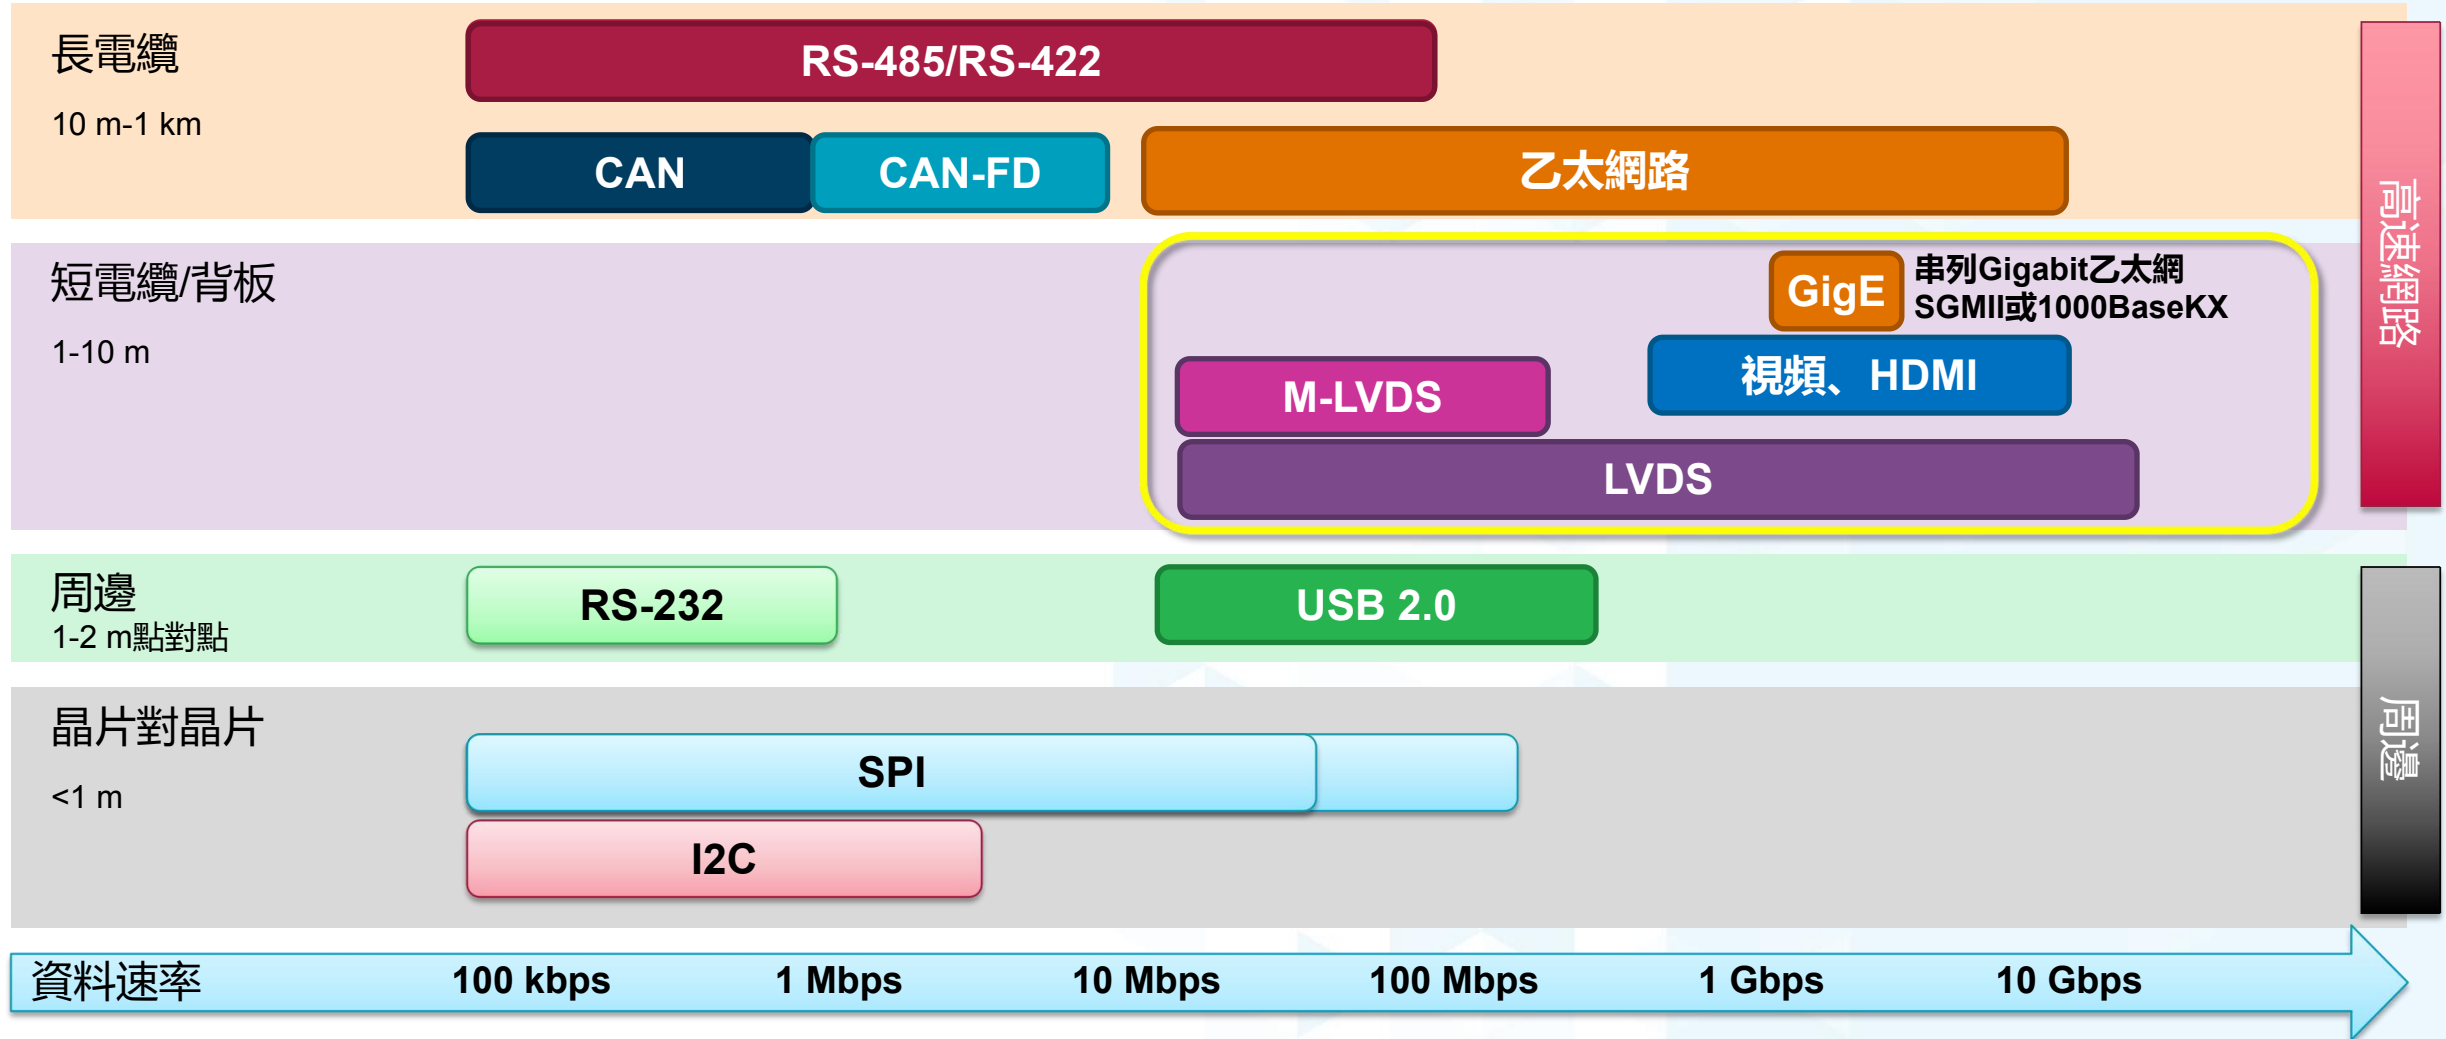 長電纜
10 m-1 km
RS-485/RS-422
CAN
CAN-FD
乙太網路
短電纜/背板
1-10 m
GigE
串列Gigabit乙太網
SGMII或1000BaseKX
視頻、HDMI
M-LVDS
LVDS
高速網路
周邊
1-2 m點對點
RS-232
USB 2.0
晶片對晶片
<1 m
SPI
I2C
周邊
資料速率
100 kbps
1 Mbps
10 Mbps
100 Mbps
1 Gbps
10 Gbps